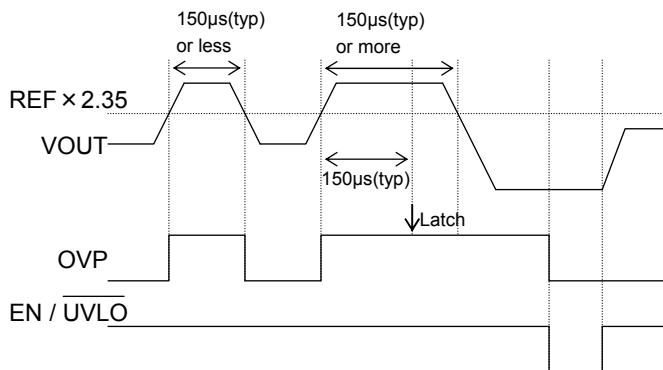 150µs(typ)
or less
150µs(typ)
or more
REF×2.35
VOUT
150µs(typ)
Latch
OVP
EN / UVLO